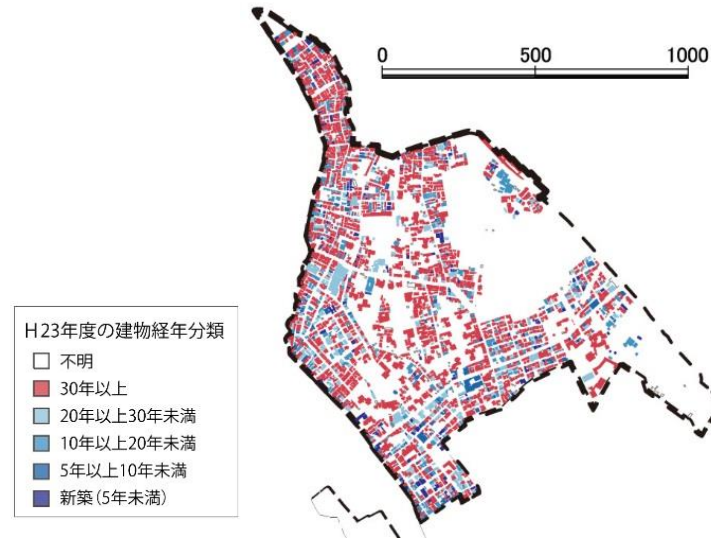 0 500 1000
H23年度の建物経年分類
不明
30年以上
20年以上30年未満
10年以上20年未満
5年以上10年未満
新築(5年未満)